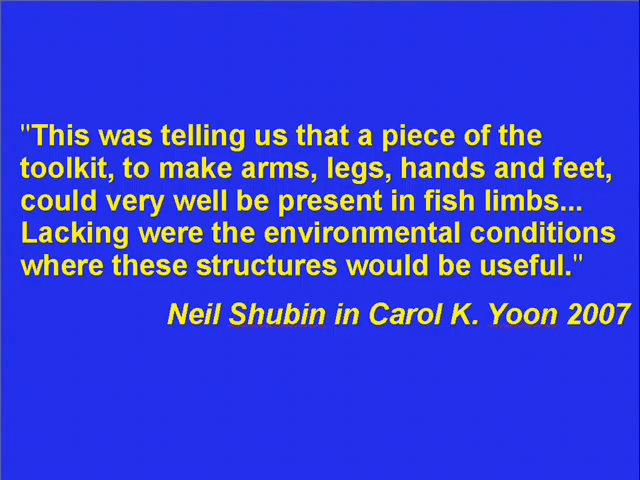 "This was telling us that a piece of the
toolkit, to make arms, legs, hands and feet,
could very well be present in fish limbs...
Lacking were the environmental conditions
where these structures would be useful."
Neil Shubin in Carol K. Yoon 2007